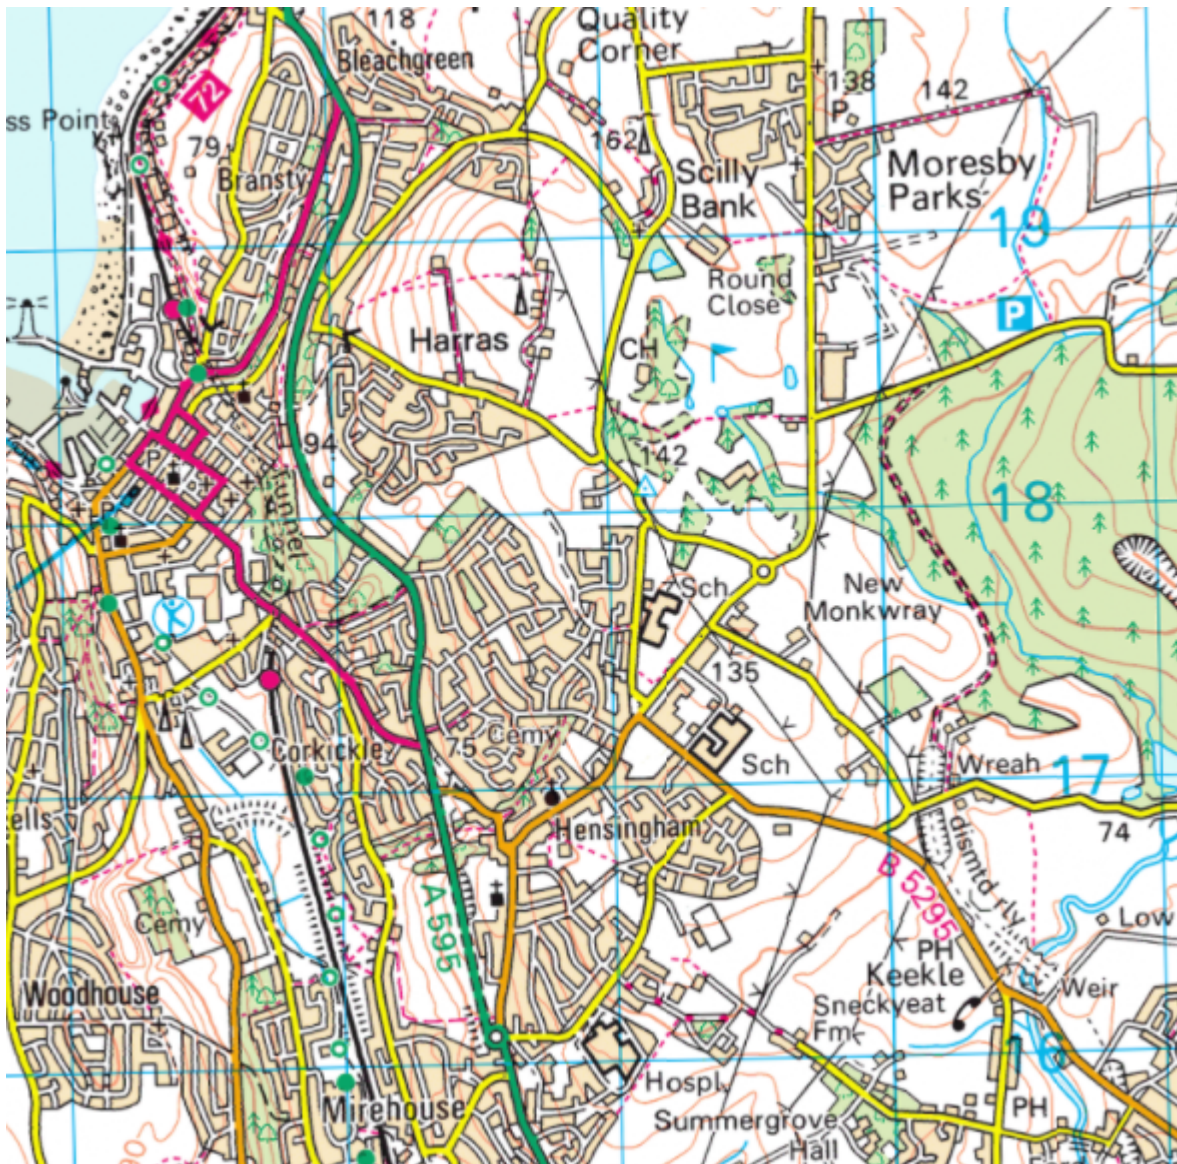 118
Quality
Corner
Bleachgreen
72
138
P
142
ss Point
79
162
Bransty
Moresby
Parks
Scilly
Bank
19
Round
Close
P
Harras
CH
94
142
P
Tunnel
18
P
Sch
New
Monkwray
135
75
Cemy
Corkickle
Sch
Wreah
17
ells
Hensingham
74
dismtd rly
B 5295
A 595
Cemy
Low
PH
Keekle
Woodhouse
Sneckyeat
Fm
Weir
16
Hospl
Mirehouse
PH
Summergrove
Hall
90